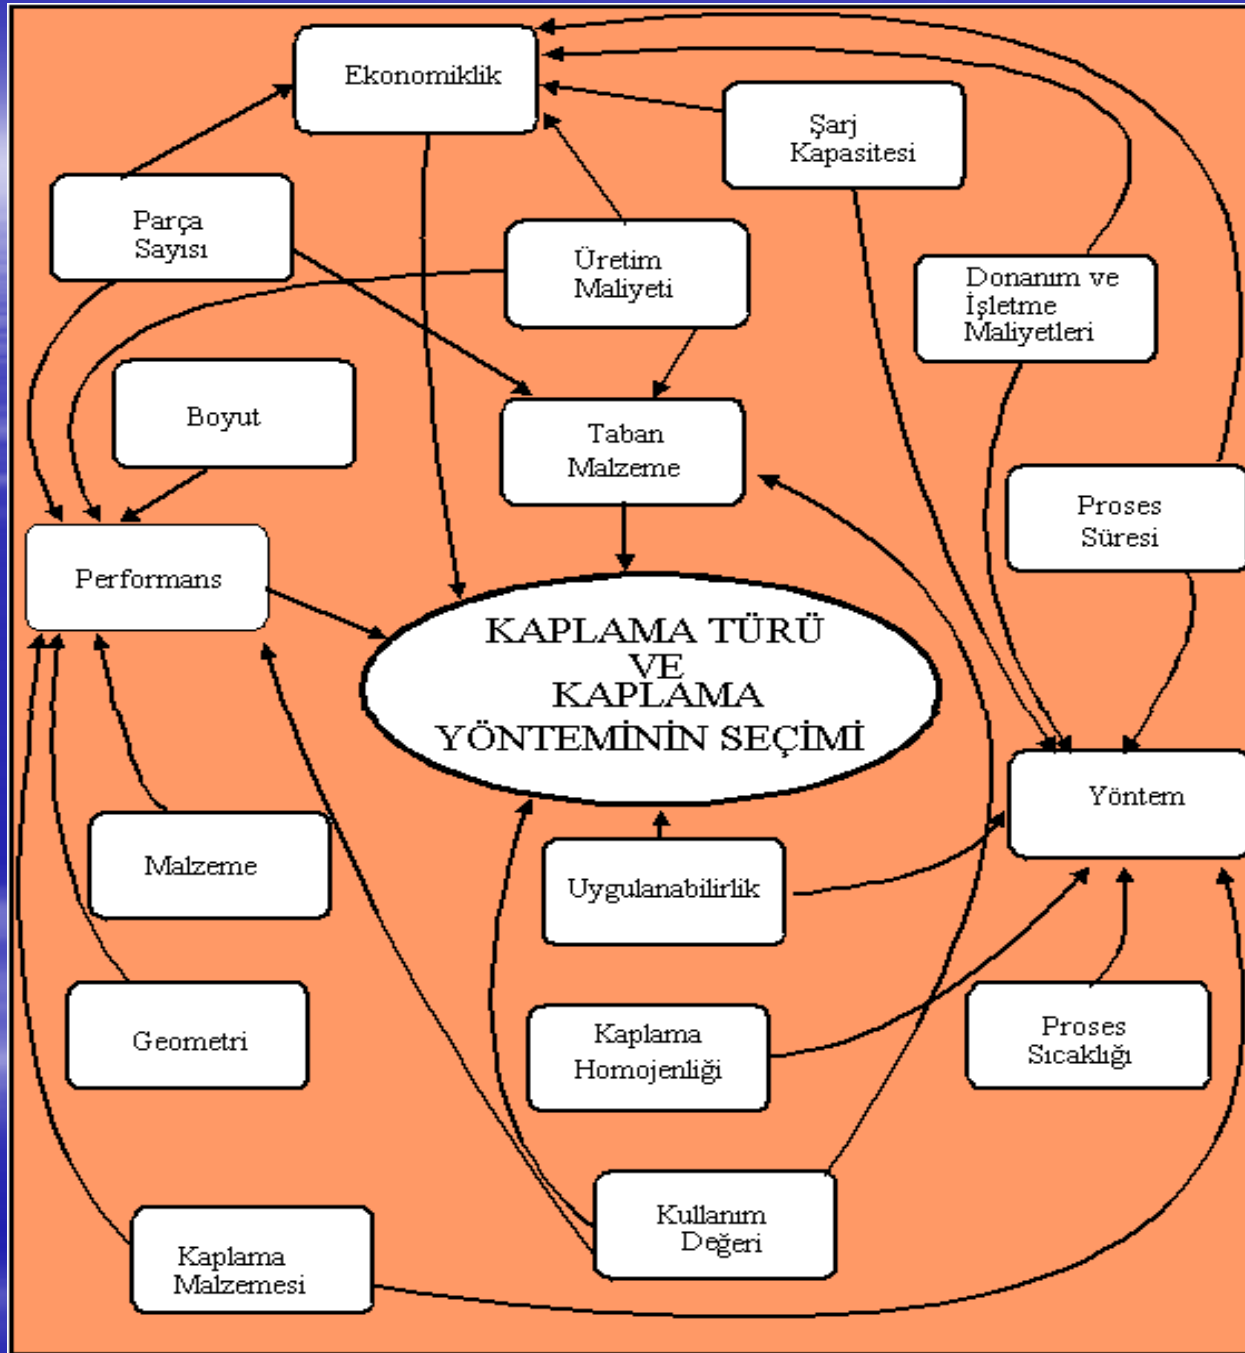 Ekonomiklik
Şarj
Kapasitesi
Parça
Sayısı
Üretim
Maliyeti
Donanım ve
İşletme
Maliyetleri
Boyut
Taban
Malzeme
Proses
Süresi
Performans
KAPLAMA TÜRÜ
VE
KAPLAMA
YÖNTEMİNİN SEÇİMİ
Yöntem
Malzeme
Uygulanabilirlik
Geometri
Kaplama
Homojenliği
Proses
Sıcaklığı
Kullanım
Değeri
Kaplama
Malzemesi